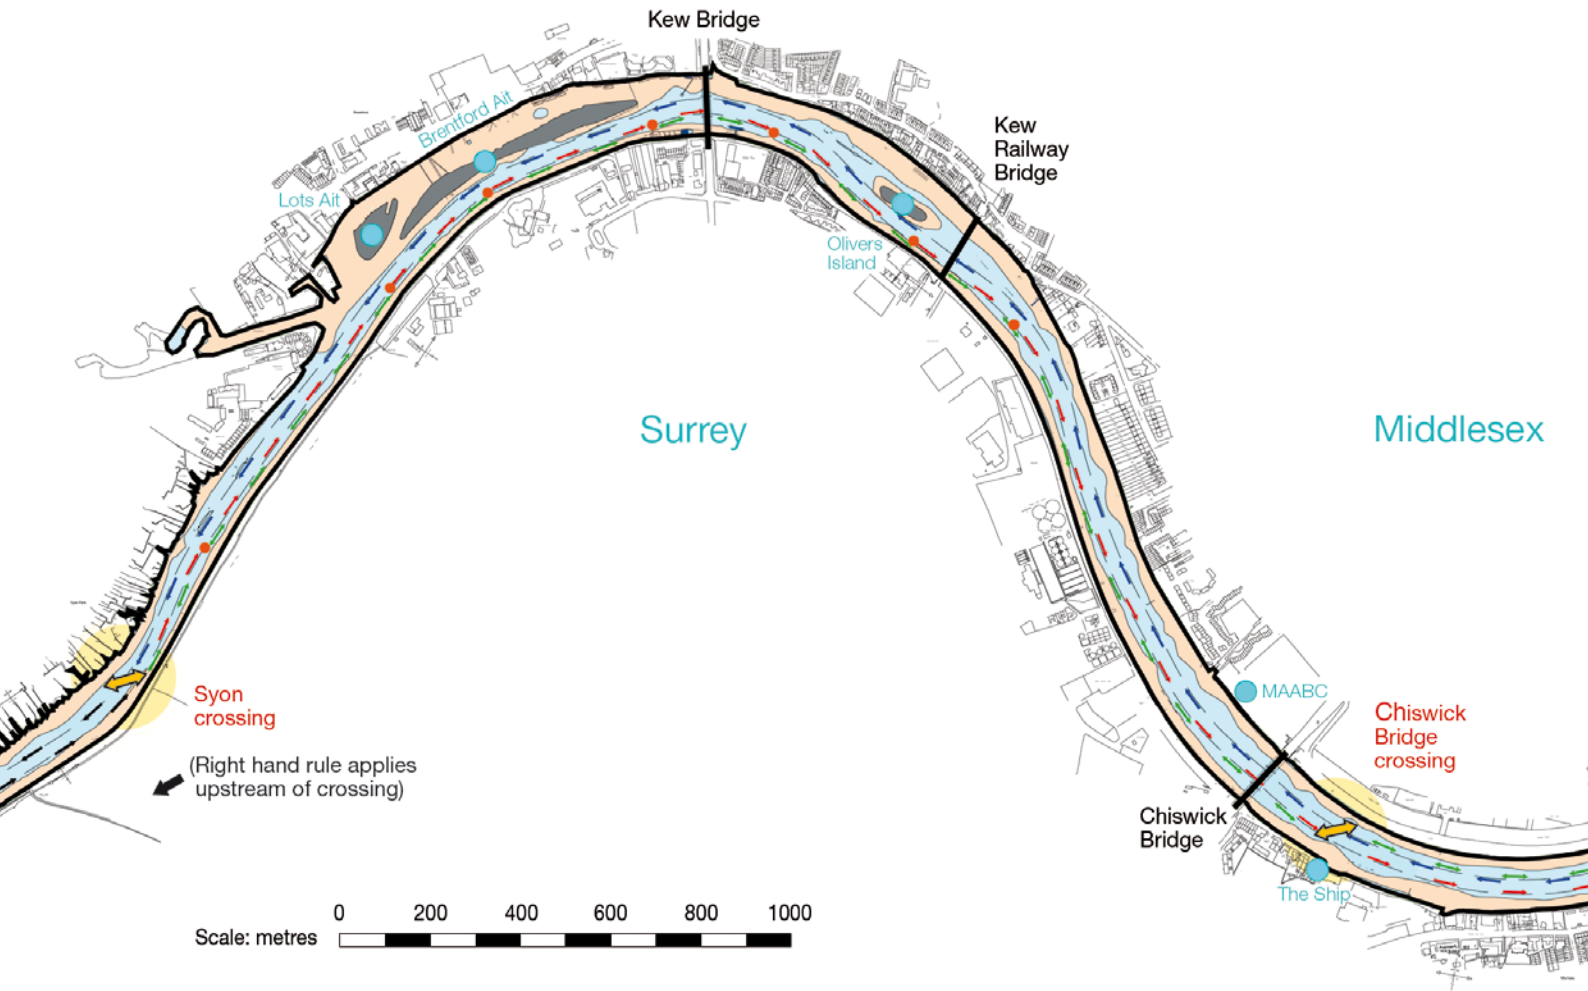 Kew Bridge
Brentford Ait
Kew
Railway
Bridge
Lots Ait
Olivers
Island
Surrey
Middlesex
Syon
crossing
MAABC
Chiswick
Bridge
crossing
(Right hand rule applies
upstream of crossing)
Chiswick
Bridge
The Ship
0 200 400 600 800 1000
Scale: metres